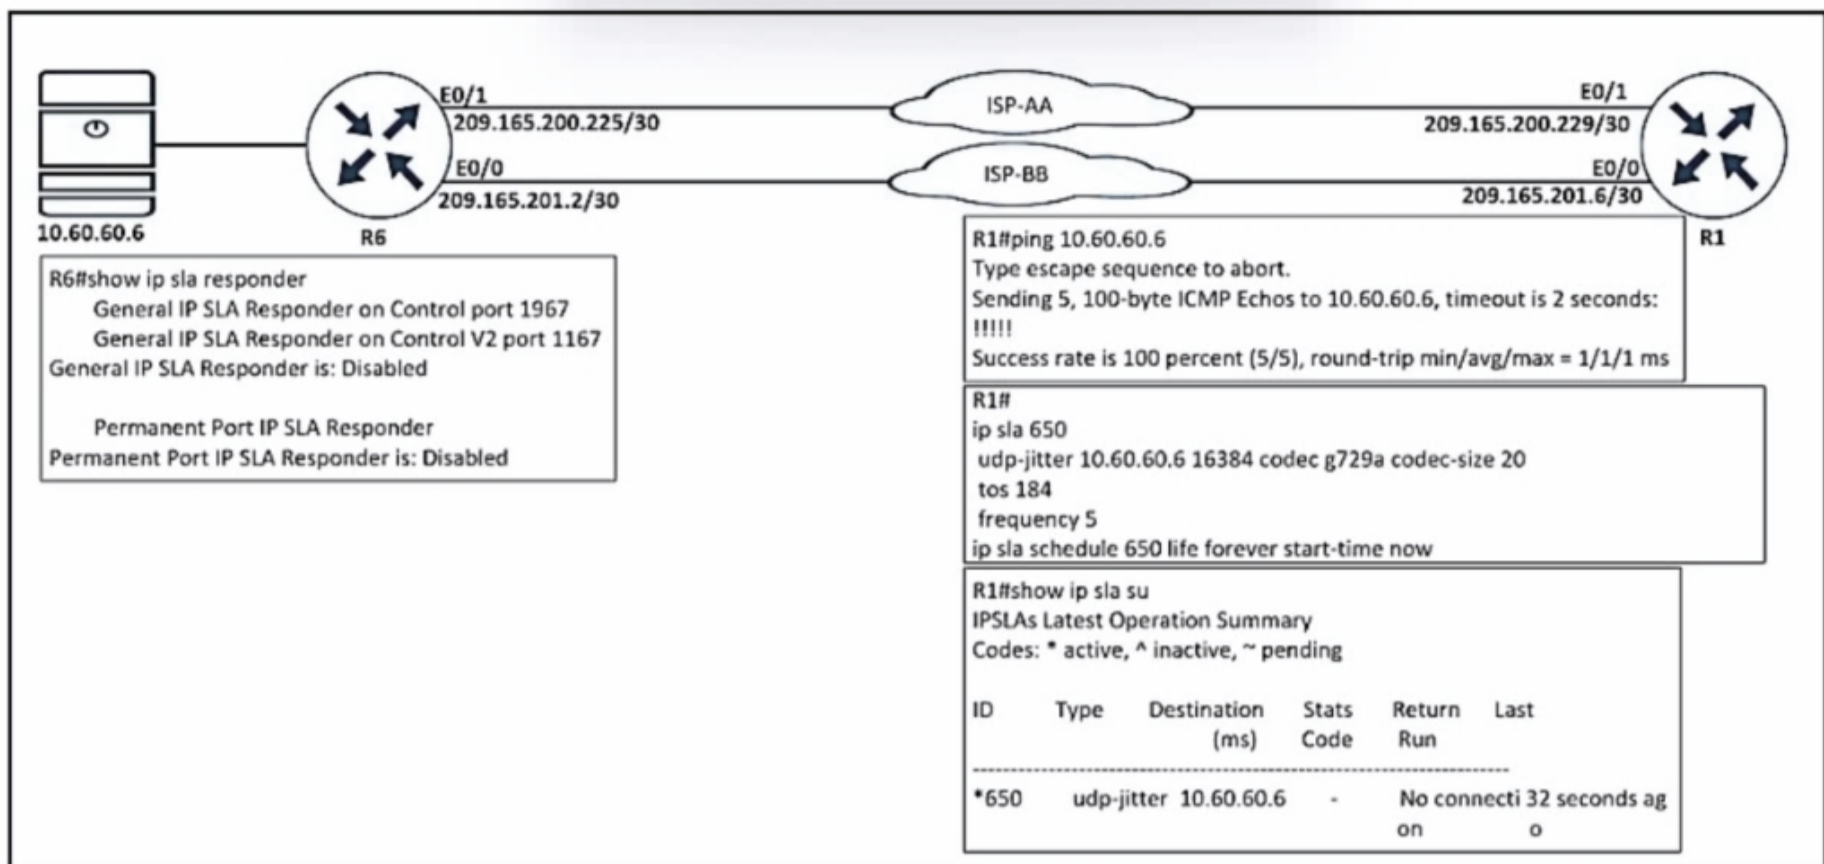 E0/1
ISP-AA
E0/1
209.165.200.225/30
209.165.200.229/30
E0/0
ISP-BB
E0/0
209.165.201.2/30
209.165.201.6/30
10.60.60.6
R6
R1
R6#show ip sla responder
General IP SLA Responder on Control port 1967
General IP SLA Responder on Control V2 port 1167
General IP SLA Responder is: Disabled
Permanent Port IP SLA Responder
Permanent Port IP SLA Responder is: Disabled
R1#ping 10.60.60.6
Type escape sequence to abort.
Sending 5, 100-byte ICMP Echos to 10.60.60.6, timeout is 2 seconds:
!!!!!
Success rate is 100 percent (5/5), round-trip min/avg/max = 1/1/1 ms
R1#
ip sla 650
udp-jitter 10.60.60.6 16384 codec g729a codec-size 20
tos 184
frequency 5
ip sla schedule 650 life forever start-time now
R1#show ip sla su
IPSLAs Latest Operation Summary
Codes: * active, ^ inactive, ~ pending
ID Type Destination Stats Return Last
(ms) Code Run
--------------------------------------------------------------------
*650 udp-jitter 10.60.60.6 - No connecti 32 seconds ag
on o